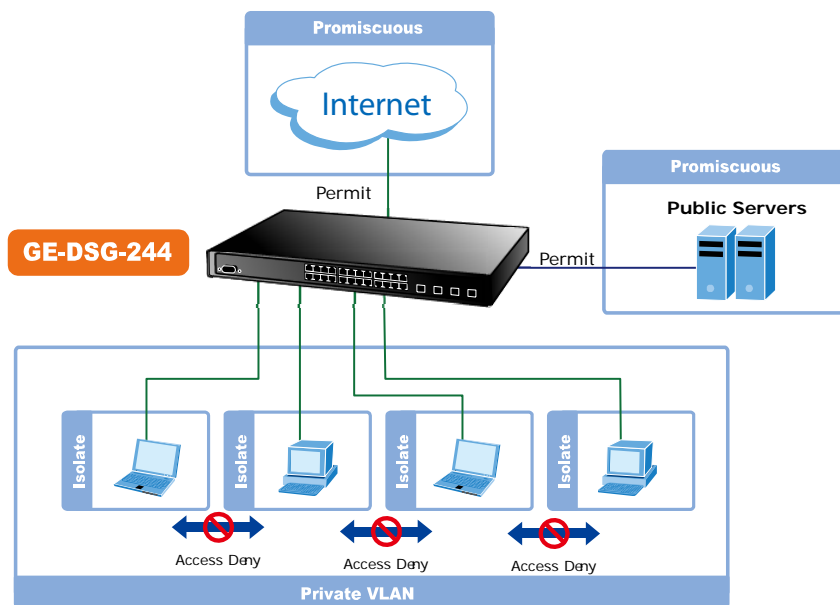 Promiscuous
Internet
Permit
Promiscuous
Public Servers
GE-DSG-244
Permit
Isolate
Isolate
Isolate
Isolate
Access Deny
Access Deny
Access Deny
Private VLAN